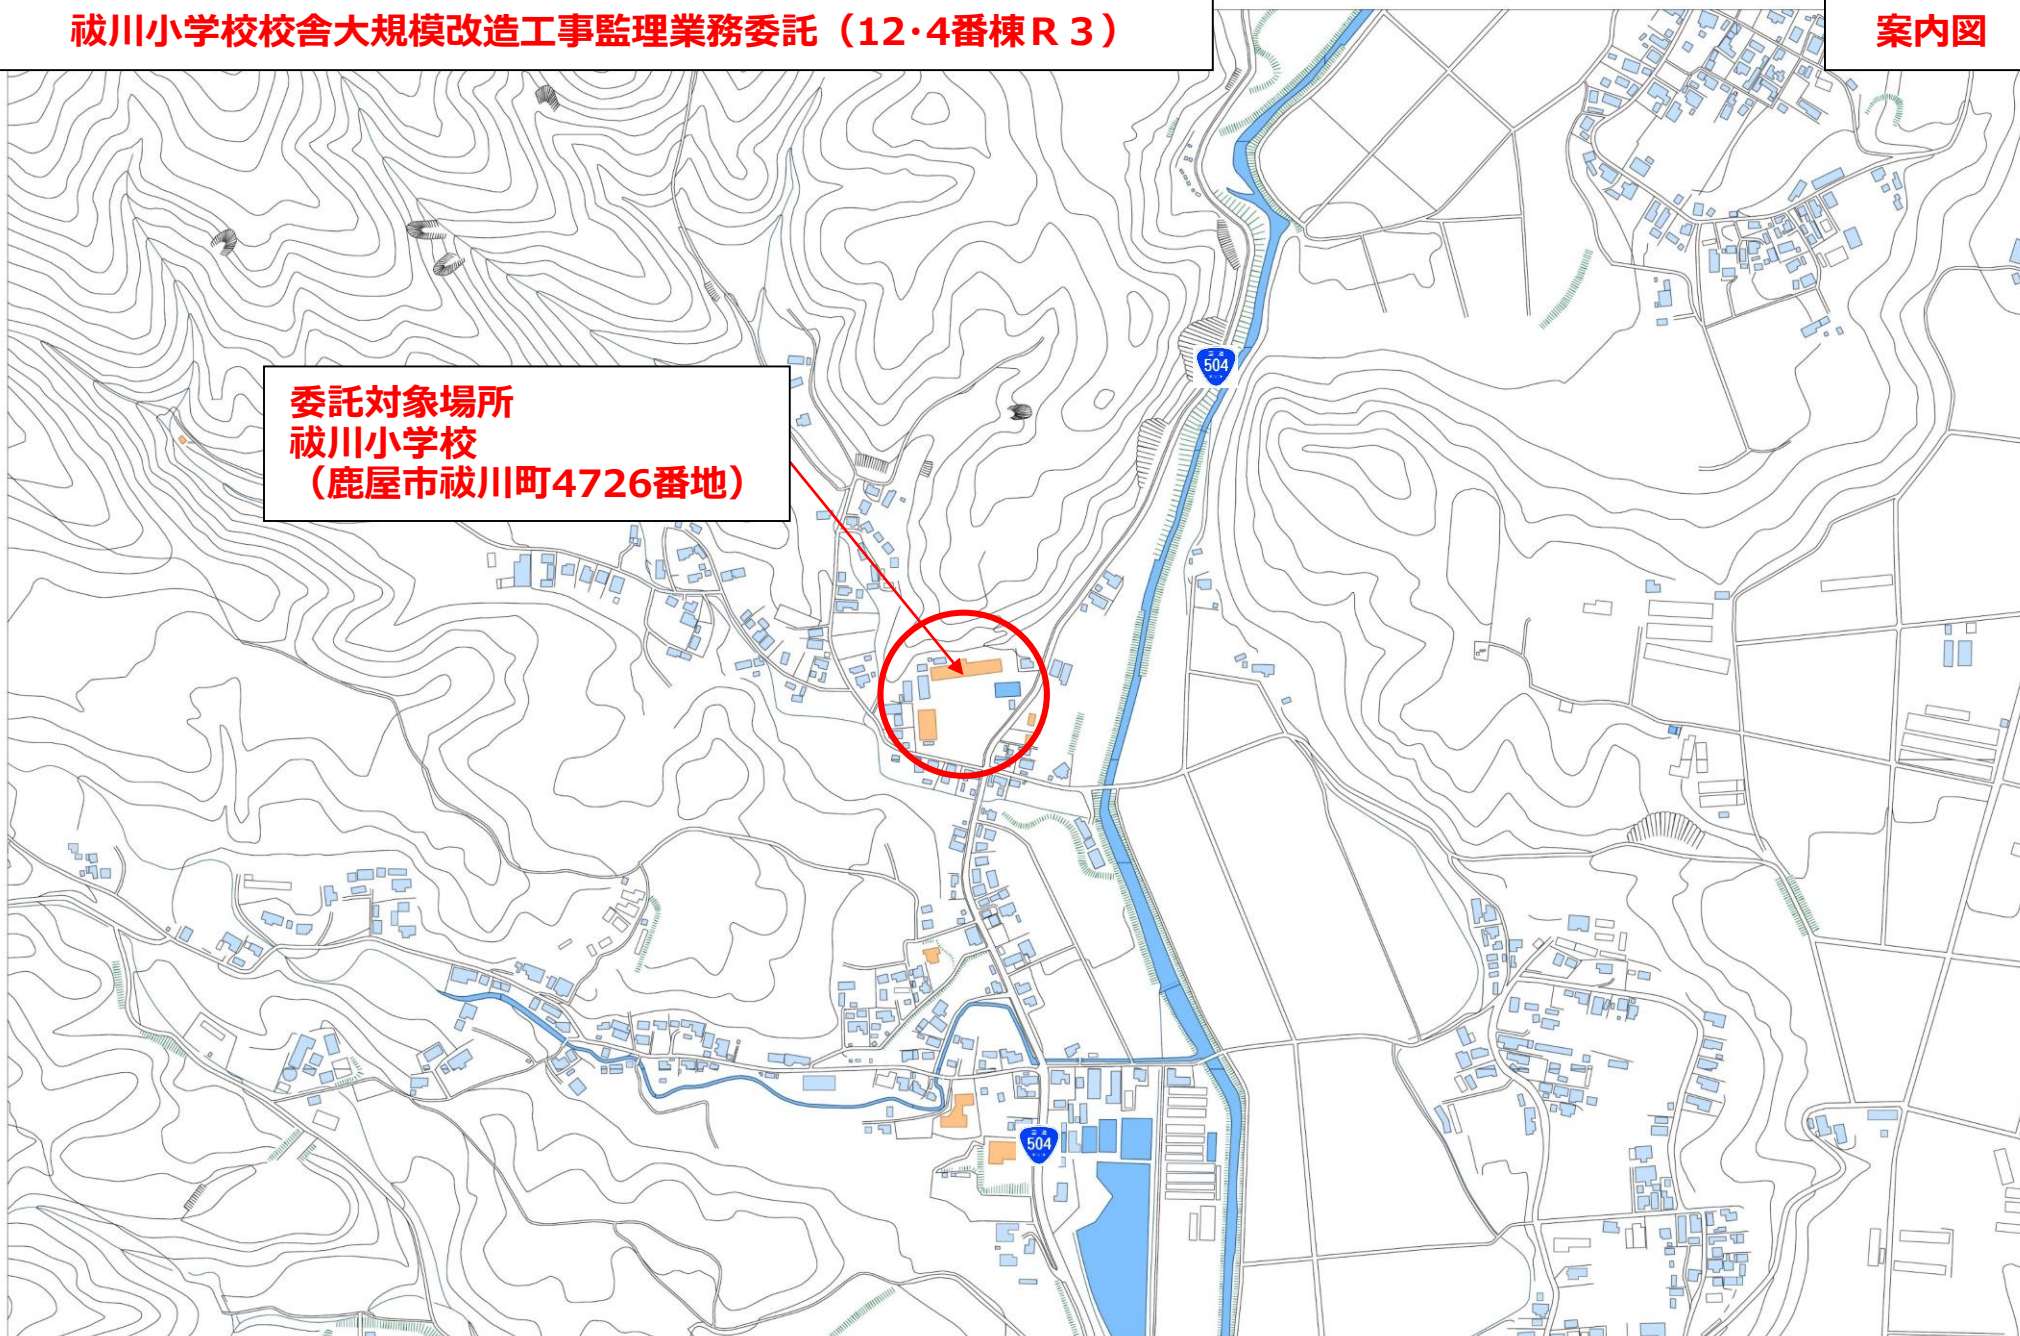 祓川小学校校舎大規模改造工事監理業務委託（12･4番棟Ｒ３）
案内図
504
委託対象場所
祓川小学校
（鹿屋市祓川町4726番地）
504